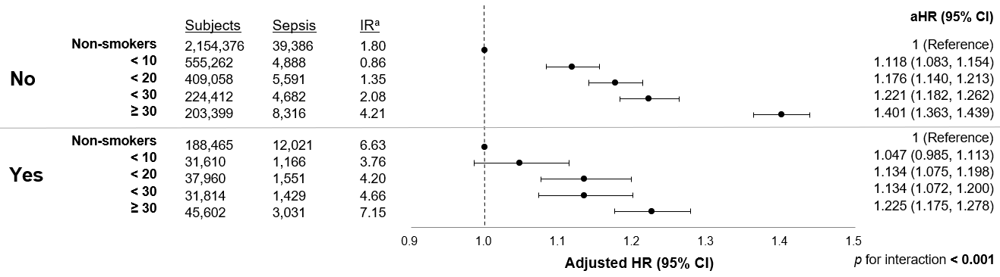 Subjects Sepsis IRᵃ aHR (95% CI)
Non-smokers 2,154,376 39,386 1.80 1 (Reference)
< 10 555,262 4,888 0.86 1.118 (1.083, 1.154)
No < 20 409,058 5,591 1.35 1.176 (1.140, 1.213)
< 30 224,412 4,682 2.08 1.221 (1.182, 1.262)
≥ 30 203,399 8,316 4.21 1.401 (1.363, 1.439)
Non-smokers 188,465 12,021 6.63 1 (Reference)
< 10 31,610 1,166 3.76 1.047 (0.985, 1.113)
Yes < 20 37,960 1,551 4.20 1.134 (1.075, 1.198)
< 30 31,814 1,429 4.66 1.134 (1.072, 1.200)
≥ 30 45,602 3,031 7.15 1.225 (1.175, 1.278)
0.9 1.0 1.1 1.2 1.3 1.4 1.5
Adjusted HR (95% CI) p for interaction < 0.001